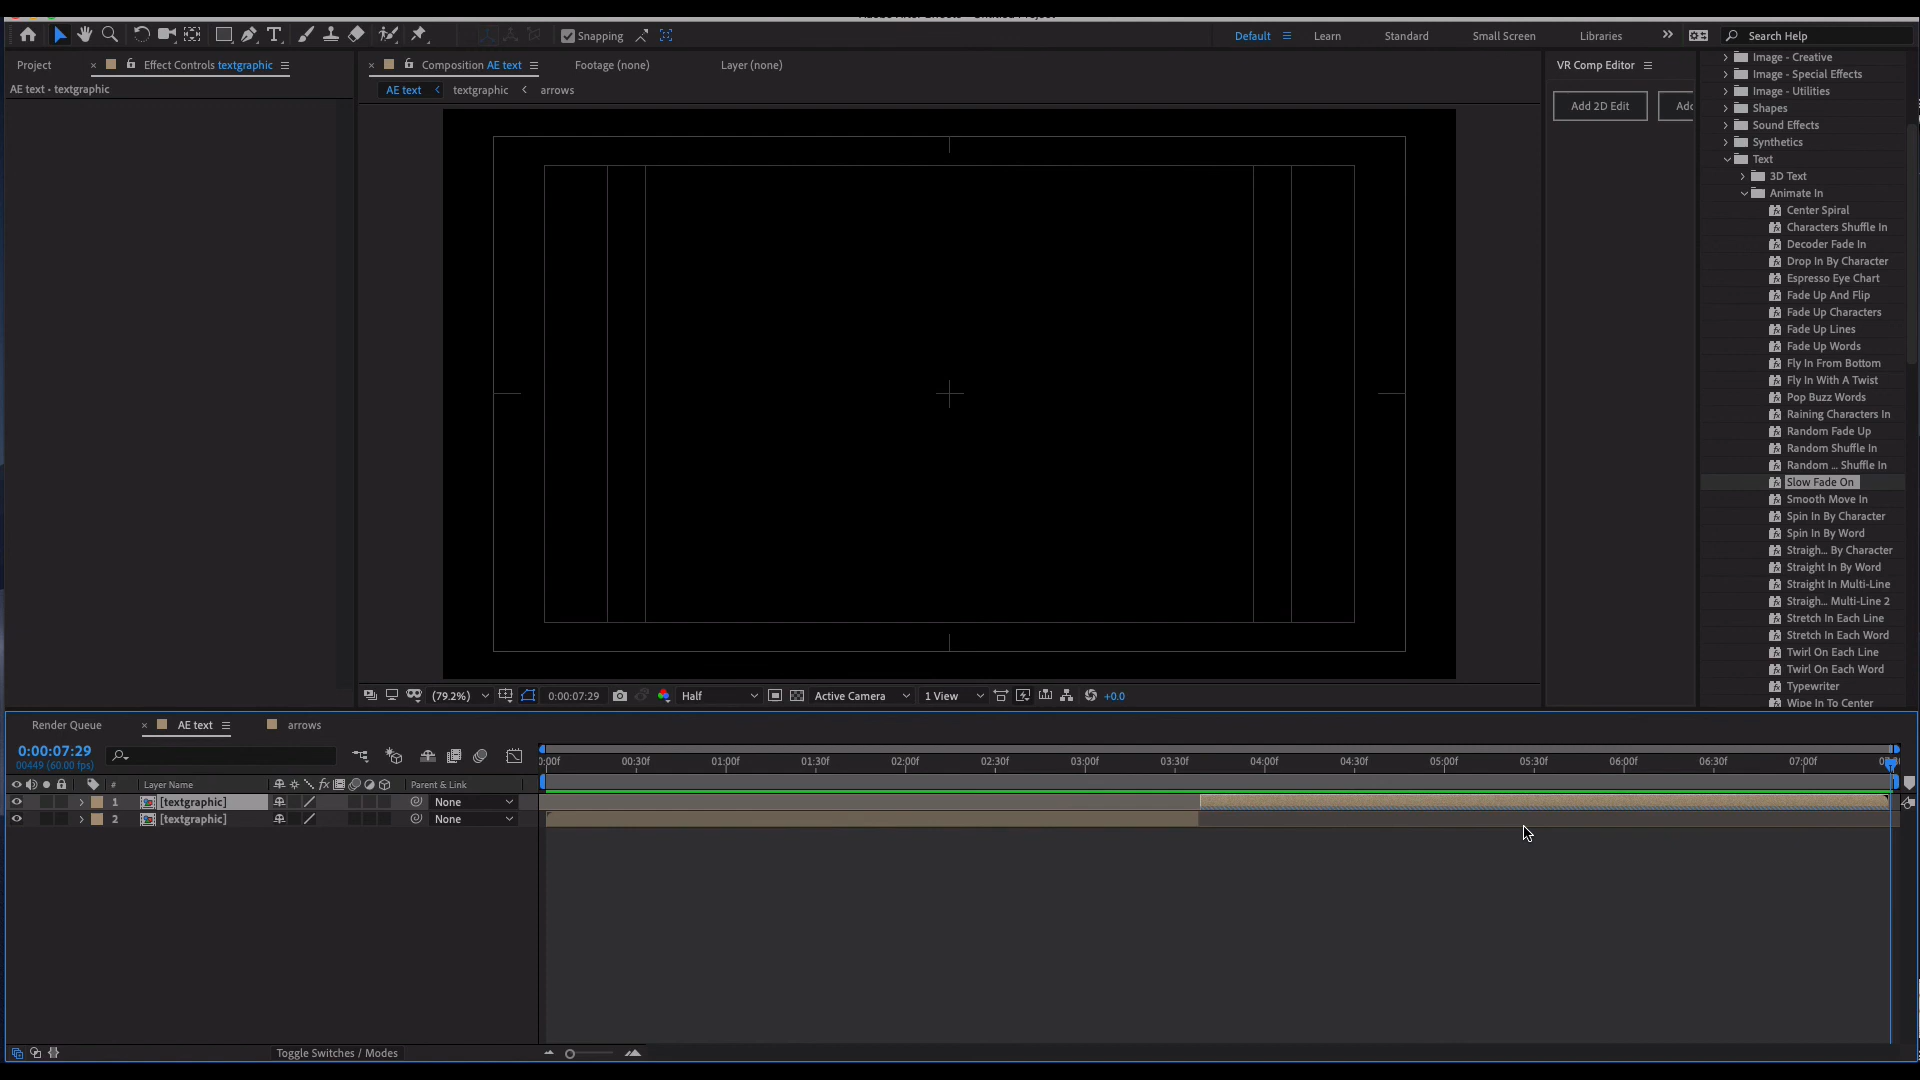 Snapping
Default
Learn
Standard
Small Screen
Libraries
Search Help
Project
Effect Controls textgraphic
Composition AE text
Footage (none)
Layer (none)
VR Comp Editor
AE text • textgraphic
AE text
textgraphic
arrows
Add 2D Edit
Adc
Image - Creative
Image - Special Effects
Image - Utilities
Shapes
Sound Effects
Synthetics
Text
3D Text
Animate In
Center Spiral
Characters Shuffle In
Decoder Fade In
Drop In By Character
Espresso Eye Chart
Fade Up And Flip
Fade Up Characters
Fade Up Lines
Fade Up Words
Fly In From Bottom
Fly In With A Twist
Pop Buzz Words
Raining Characters In
Random Fade Up
Random Shuffle In
Random ... Shuffle In
Slow Fade On
Smooth Move In
Spin In By Character
Spin In By Word
Straigh... By Character
Straight In By Word
Straight In Multi-Line
Straigh... Multi-Line 2
Stretch In Each Line
Stretch In Each Word
Twirl On Each Line
Twirl On Each Word
Typewriter
Wipe In To Center
(79.2%)
0:00:07:29
Half
Active Camera
1 View
+0.0
Render Queue
AE text
arrows
0:00:07:29
00449 (60.00 fps)
0:00f 00:30f 01:00f 01:30f 02:00f 02:30f 03:00f 03:30f 04:00f 04:30f 05:00f 05:30f 06:00f 06:30f 07:00f
# Layer Name Parent & Link
1 [textgraphic] None
2 [textgraphic] None
Toggle Switches / Modes